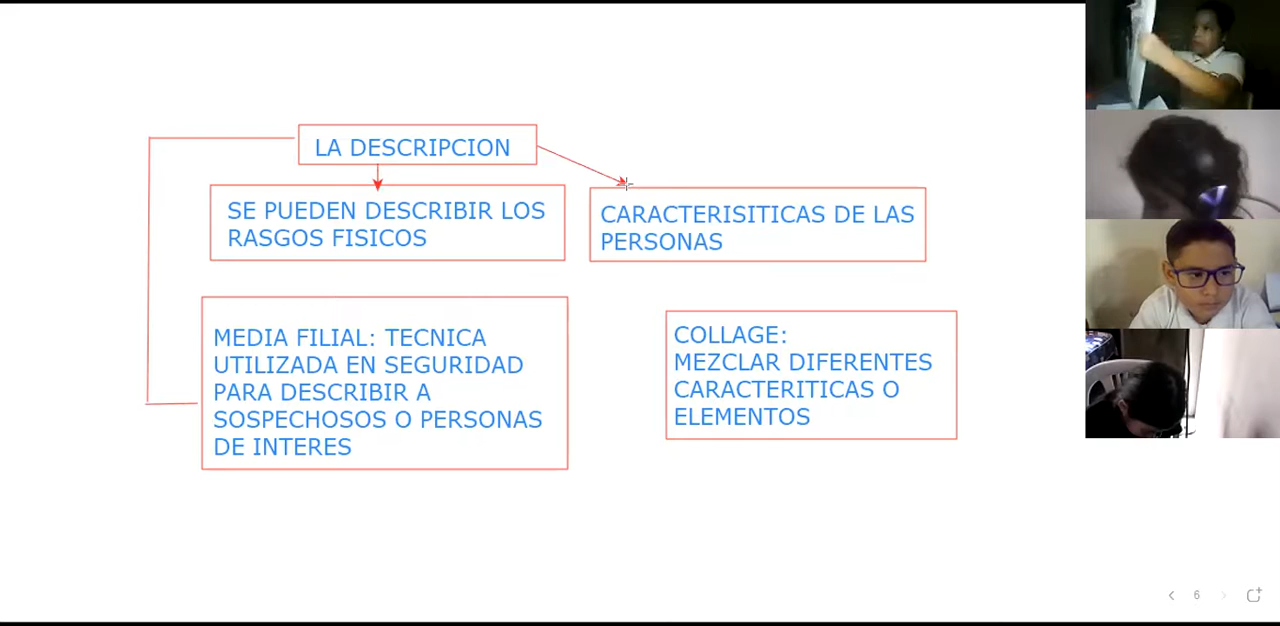 LA DESCRIPCION
SE PUEDEN DESCRIBIR LOS
RASGOS FISICOS
CARACTERISITICAS DE LAS
PERSONAS
MEDIA FILIAL: TECNICA
UTILIZADA EN SEGURIDAD
PARA DESCRIBIR A
SOSPECHOSOS O PERSONAS
DE INTERES
COLLAGE:
MEZCLAR DIFERENTES
CARACTERITICAS O
ELEMENTOS
6